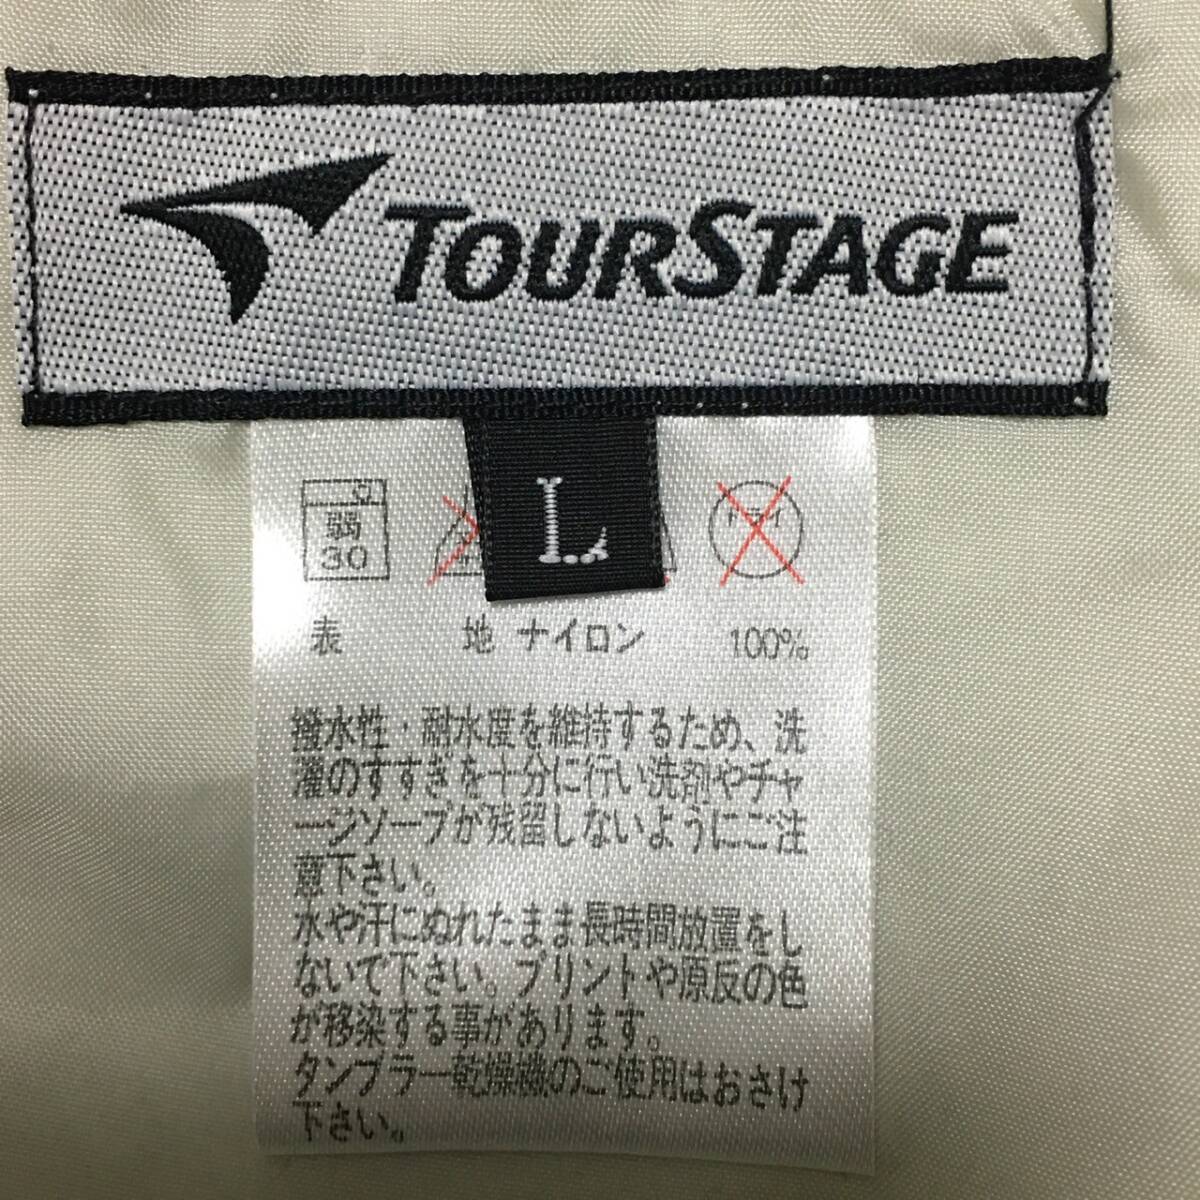 TOURSTAGE
L
弱
30
ドライ
表 地 ナイロン 100%
撥水性・耐水度を維持するため、洗
濯のすすぎを十分に行い洗剤やチャ
ージソープが残留しないようにご注
意下さい。
水や汗にぬれたまま長時間放置をし
ないで下さい。プリントや原反の色
が移染する事があります。
タンブラー乾燥機のご使用はおさけ
下さい。